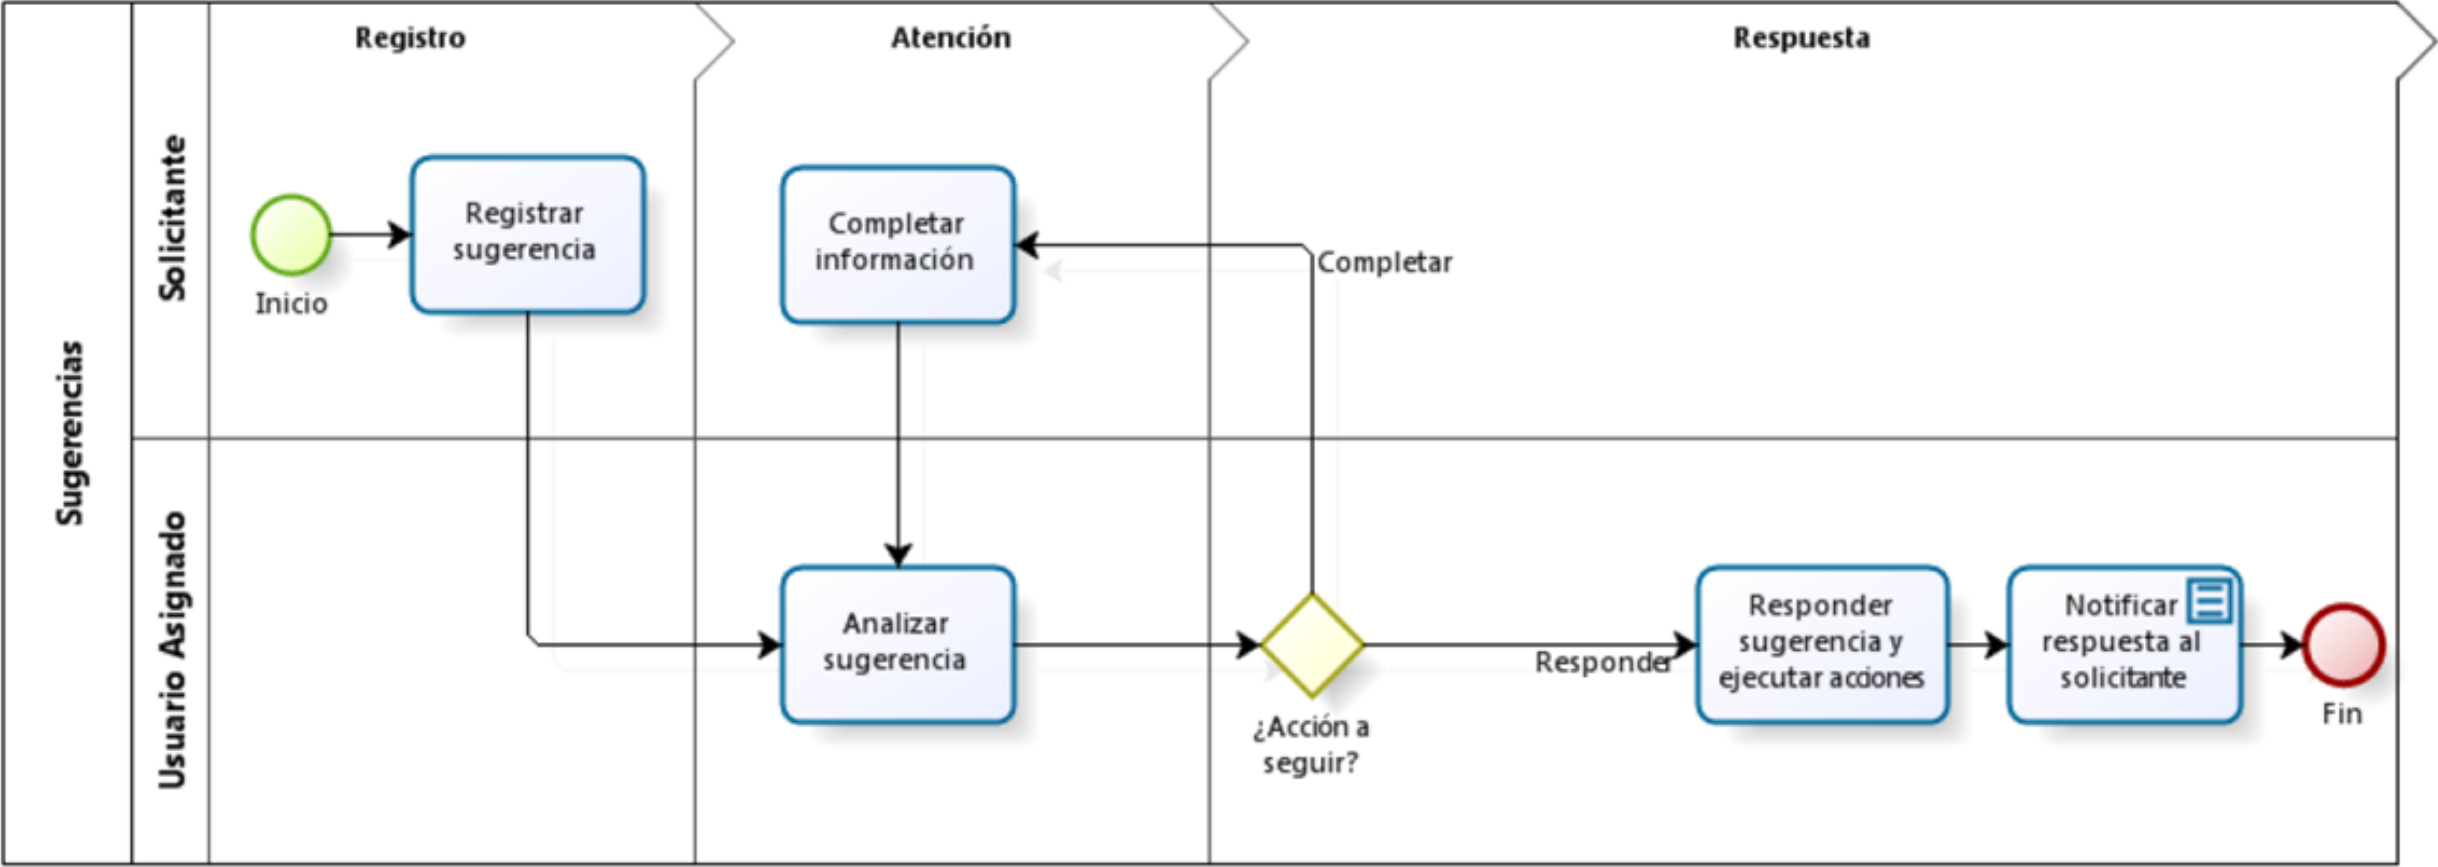 Registro
Atención
Respuesta
Sugerencias
Solicitante
Usuario Asignado
Inicio
Registrar
sugerencia
Completar
información
Completar
Analizar
sugerencia
¿Acción a
seguir?
Responder
Responder
sugerencia y
ejecutar acciones
Notificar
respuesta al
solicitante
Fin